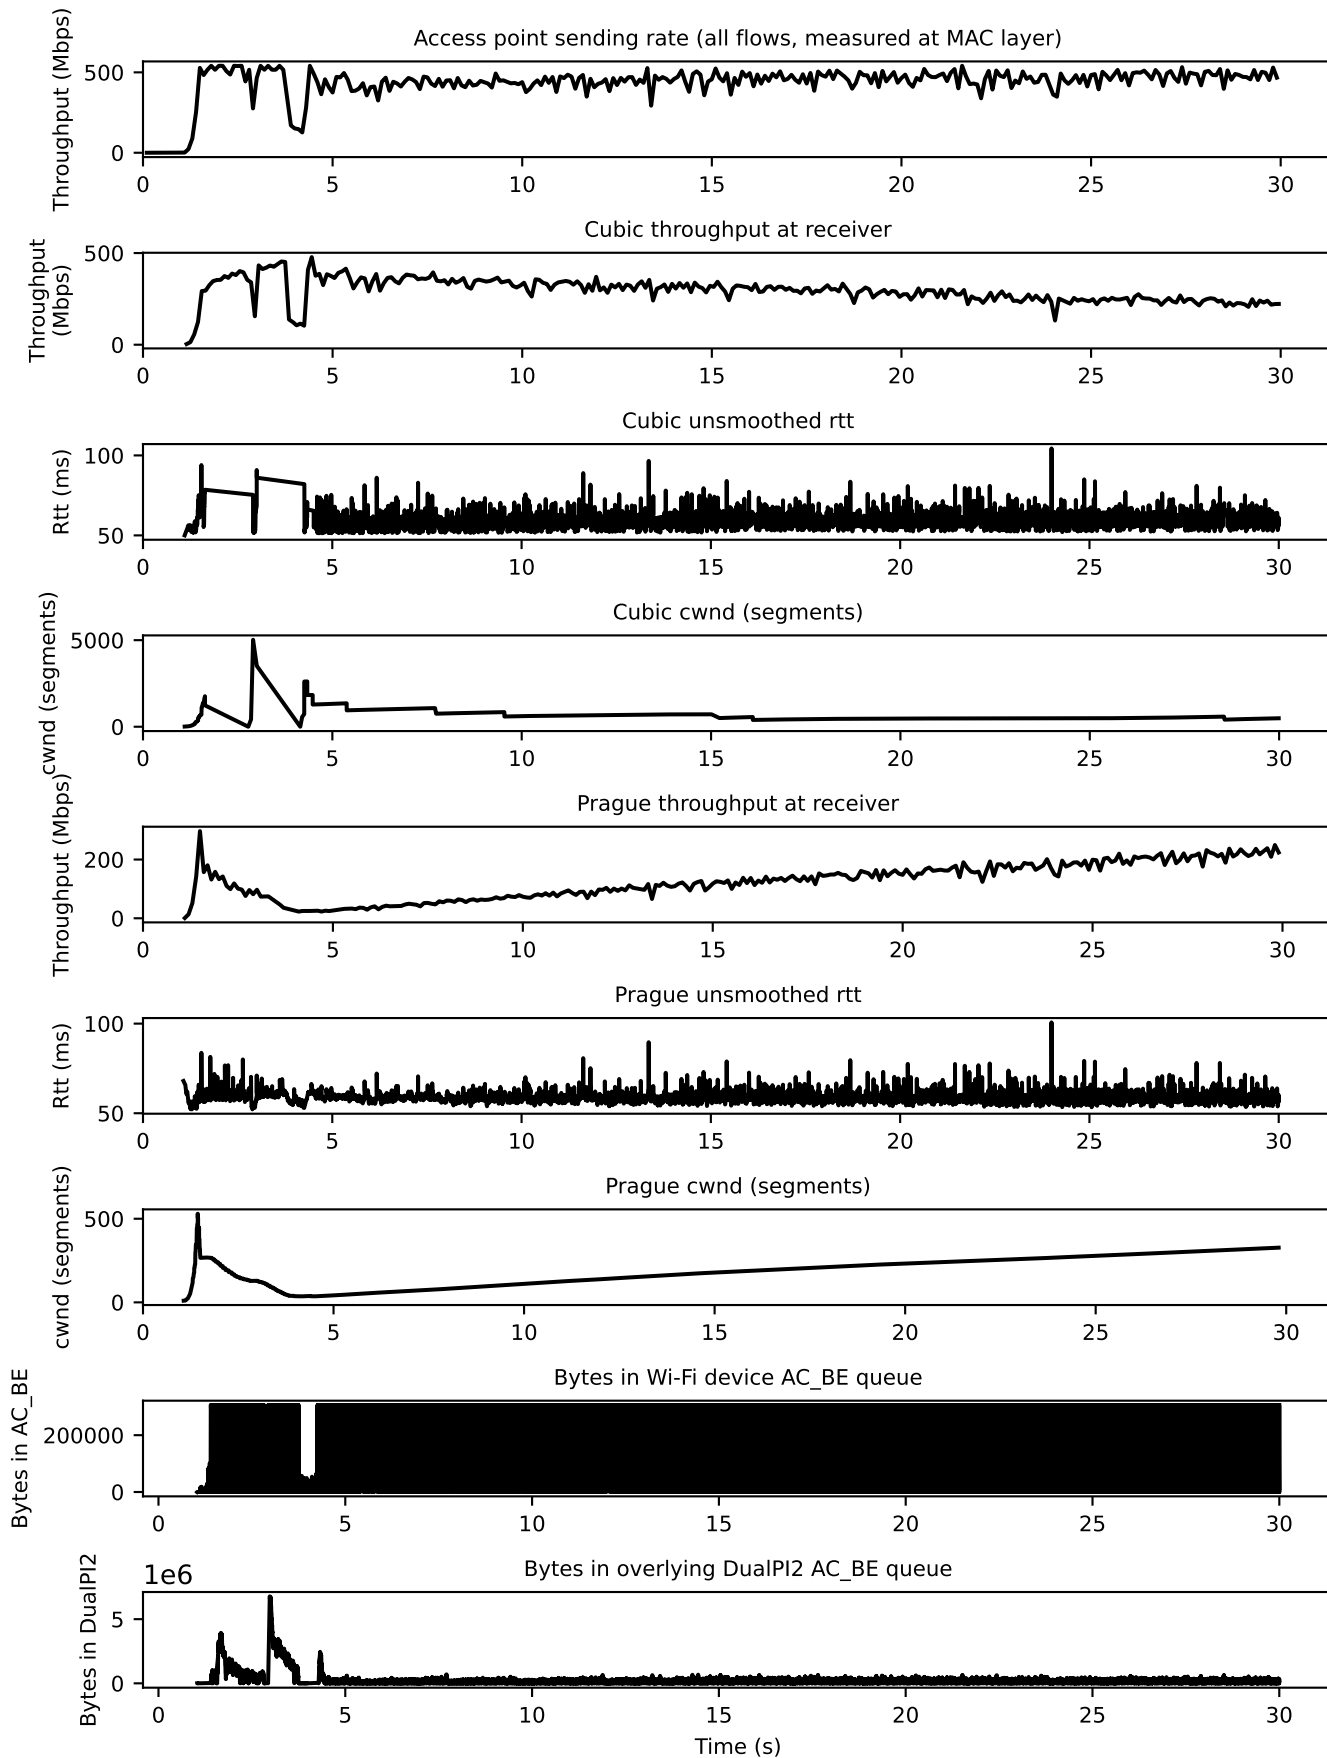 Access point sending rate (all flows, measured at MAC layer)
Throughput (Mbps)
500
0
0 5 10 15 20 25 30
Cubic throughput at receiver
Throughput
(Mbps)
500
0
0 5 10 15 20 25 30
Cubic unsmoothed rtt
Rtt (ms)
100
50
0 5 10 15 20 25 30
Cubic cwnd (segments)
cwnd (segments)
5000
0
0 5 10 15 20 25 30
Prague throughput at receiver
Throughput (Mbps)
200
0
0 5 10 15 20 25 30
Prague unsmoothed rtt
Rtt (ms)
100
50
0 5 10 15 20 25 30
Prague cwnd (segments)
cwnd (segments)
500
0
0 5 10 15 20 25 30
Bytes in Wi-Fi device AC_BE queue
Bytes in AC_BE
200000
0
0 5 10 15 20 25 30
Bytes in overlying DualPI2 AC_BE queue
1e6
Bytes in DualPI2
5
0
0 5 10 15 20 25 30
Time (s)